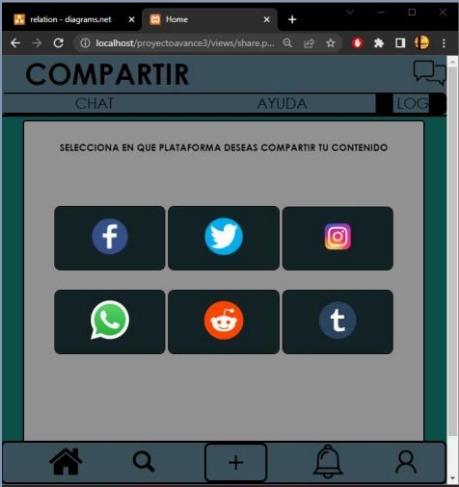 relation - diagrams.net
Home
localhost/proyectoavance3/views/share.p...
COMPARTIR
CHAT AYUDA LOG
SELECCIONA EN QUE PLATAFORMA DESEAS COMPARTIR TU CONTENIDO